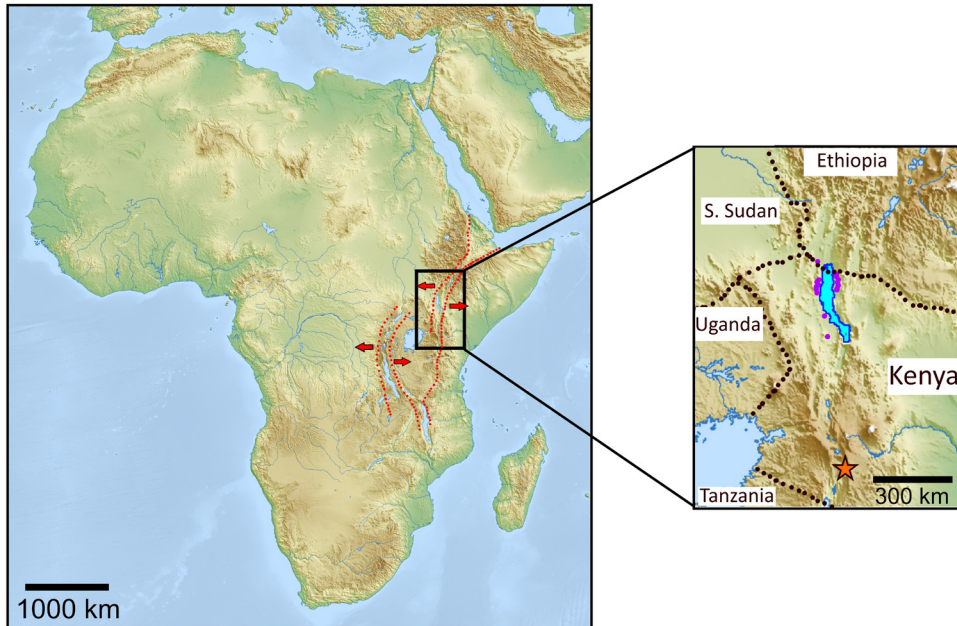 Ethiopia
S. Sudan
Uganda
Kenya
Tanzania
300 km
1000 km